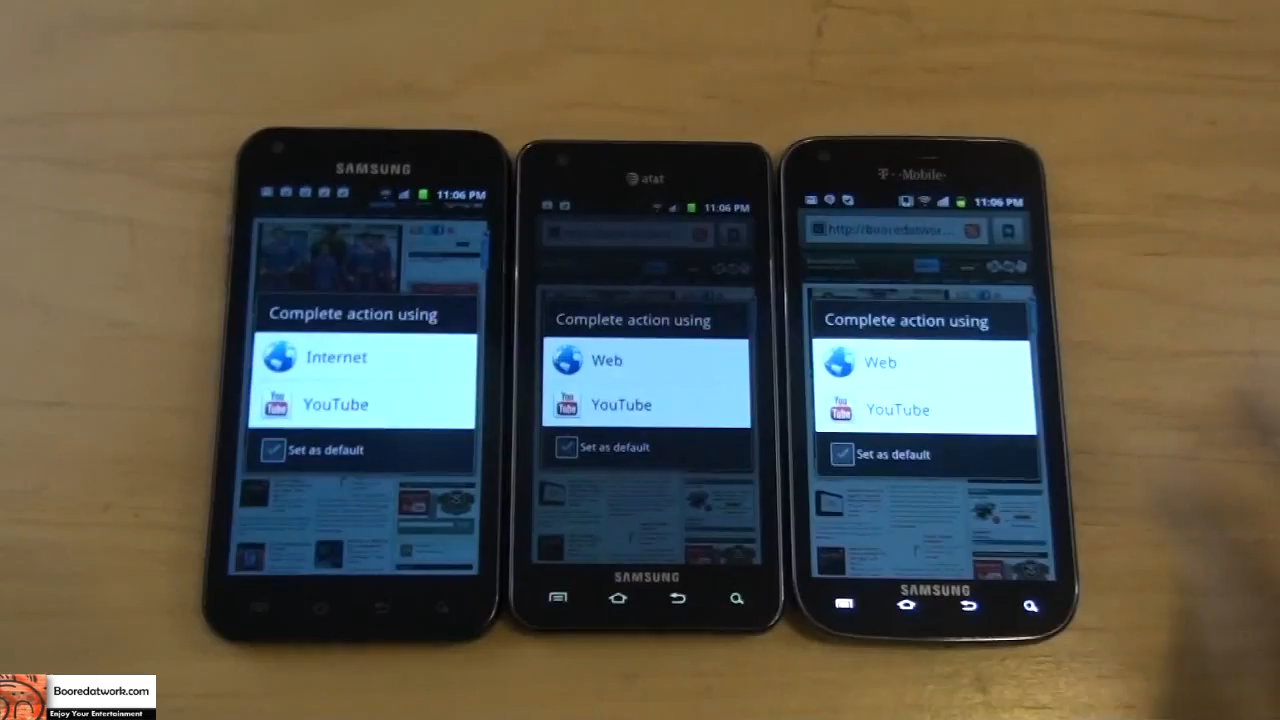 SAMSUNG
11:06 PM
Complete action using
Internet
YouTube
Set as default
at&t
11:06 PM
Complete action using
Web
YouTube
Set as default
SAMSUNG
T··Mobile·
11:06 PM
http://booredatwor...
Complete action using
Web
YouTube
Set as default
SAMSUNG
Booredatwork.com
Enjoy Your Entertainment